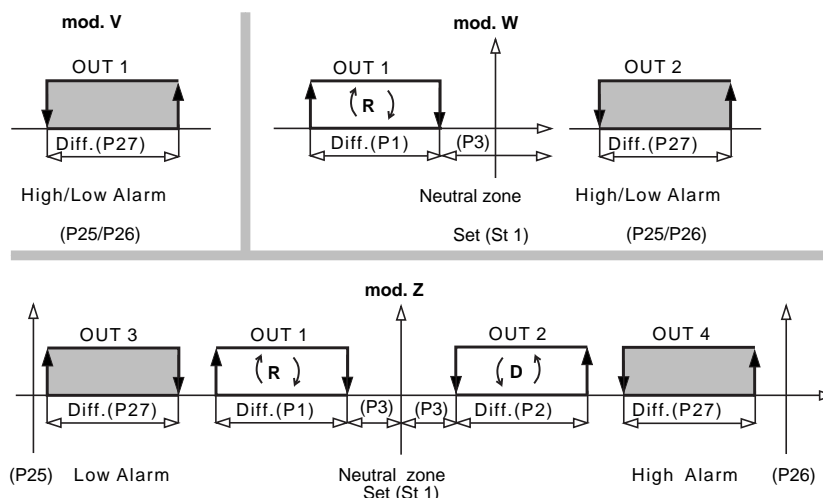 mod. V
OUT 1
Diff.(P27)
High/Low Alarm
(P25/P26)
mod. W
OUT 1
R
Diff.(P1)
(P3)
Neutral zone
Set (St 1)
OUT 2
Diff.(P27)
High/Low Alarm
(P25/P26)
mod. Z
OUT 3
OUT 1
OUT 2
OUT 4
R
D
Diff.(P27)
Diff.(P1)
(P3)
(P3)
Diff.(P2)
Diff.(P27)
(P25)
Low Alarm
Neutral zone
Set (St 1)
High Alarm
(P26)